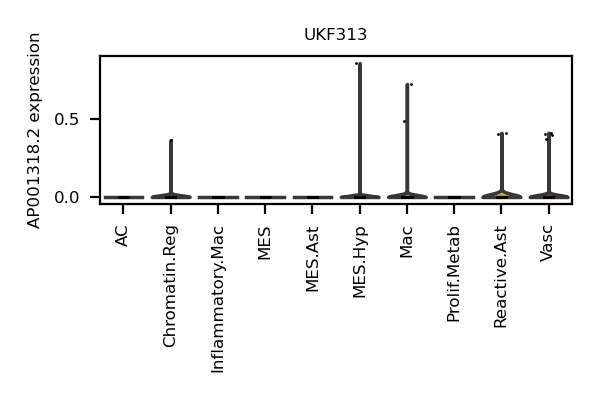 UKF313
AP001318.2 expression
0.5
0.0
AC
Chromatin.Reg
Inflammatory.Mac
MES
MES.Ast
MES.Hyp
Mac
Prolif.Metab
Reactive.Ast
Vasc